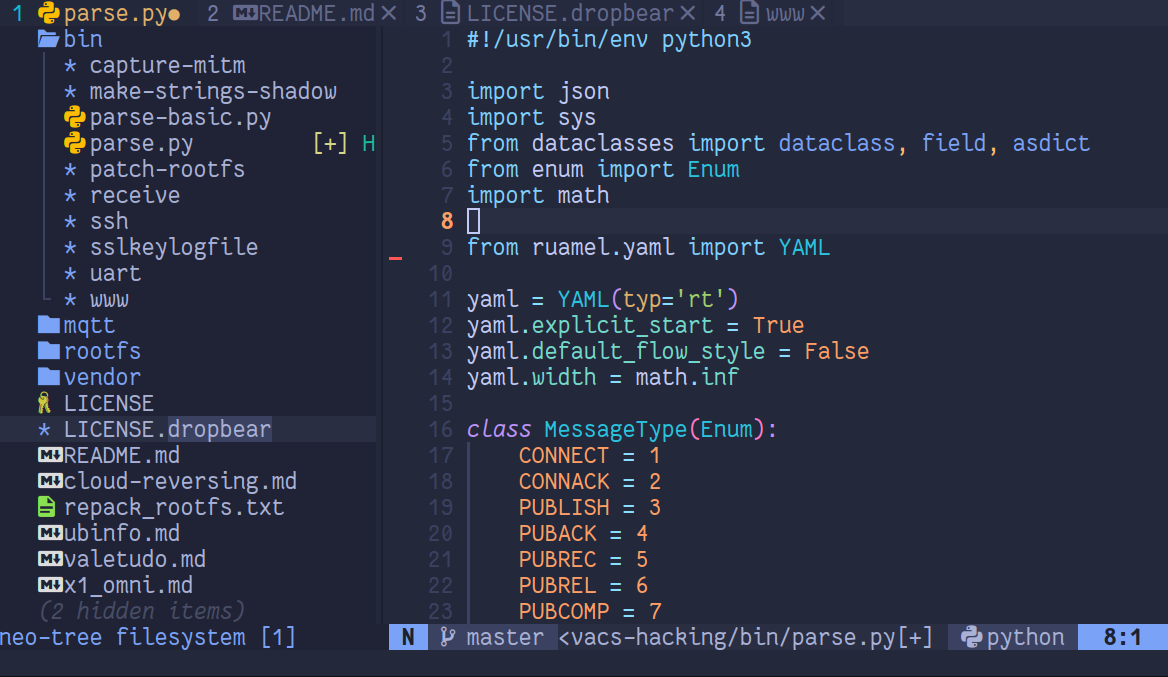 1 parse.py● 2 README.md✕ 3 LICENSE.dropbear✕ 4 www✕
bin
* capture-mitm
* make-strings-shadow
parse-basic.py
parse.py [+] H
* patch-rootfs
* receive
* ssh
* sslkeylogfile
* uart
* www
mqtt
rootfs
vendor
LICENSE
* LICENSE.dropbear
README.md
cloud-reversing.md
repack_rootfs.txt
ubinfo.md
valetudo.md
x1_omni.md
(2 hidden items)
neo-tree filesystem [1]
1 #!/usr/bin/env python3
2
3 import json
4 import sys
5 from dataclasses import dataclass, field, asdict
6 from enum import Enum
7 import math
8
9 from ruamel.yaml import YAML
10
11 yaml = YAML(typ='rt')
12 yaml.explicit_start = True
13 yaml.default_flow_style = False
14 yaml.width = math.inf
15
16 class MessageType(Enum):
17     CONNECT = 1
18     CONNACK = 2
19     PUBLISH = 3
20     PUBACK = 4
21     PUBREC = 5
22     PUBREL = 6
23     PUBCOMP = 7
N master <vacs-hacking/bin/parse.py[+] python 8:1